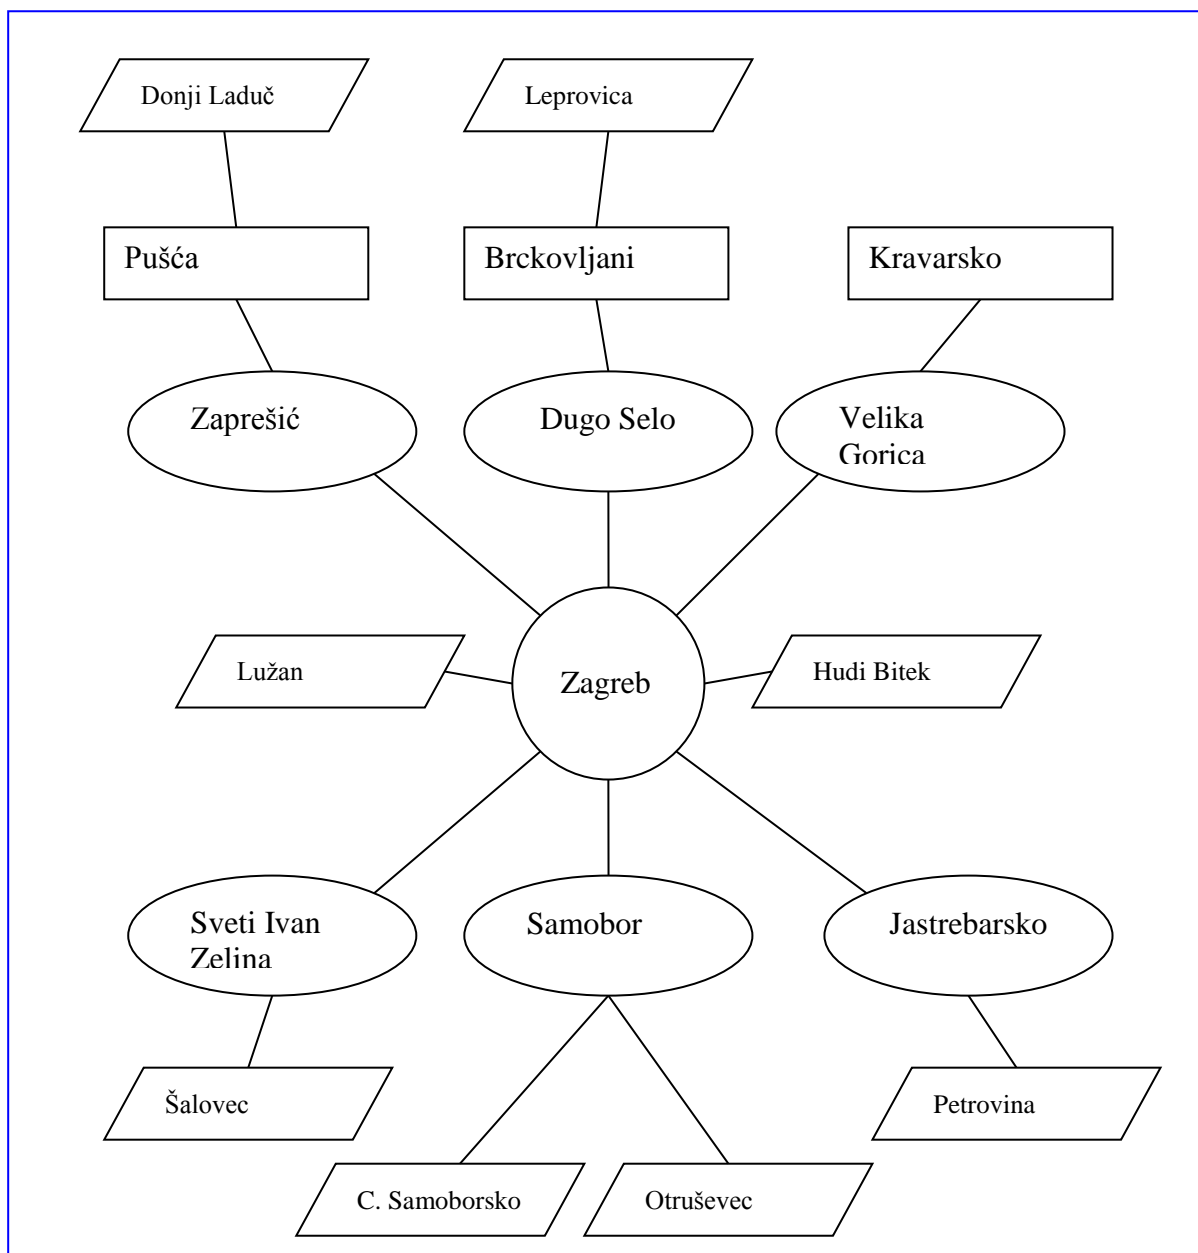 Donji Laduč
Leprovica
Pušća
Brckovljani
Kravarsko
Zaprešić
Dugo Selo
Velika
Gorica
Lužan
Zagreb
Hudi Bitek
Sveti Ivan
Zelina
Samobor
Jastrebarsko
Šalovec
Petrovina
C. Samoborsko
Otruševec